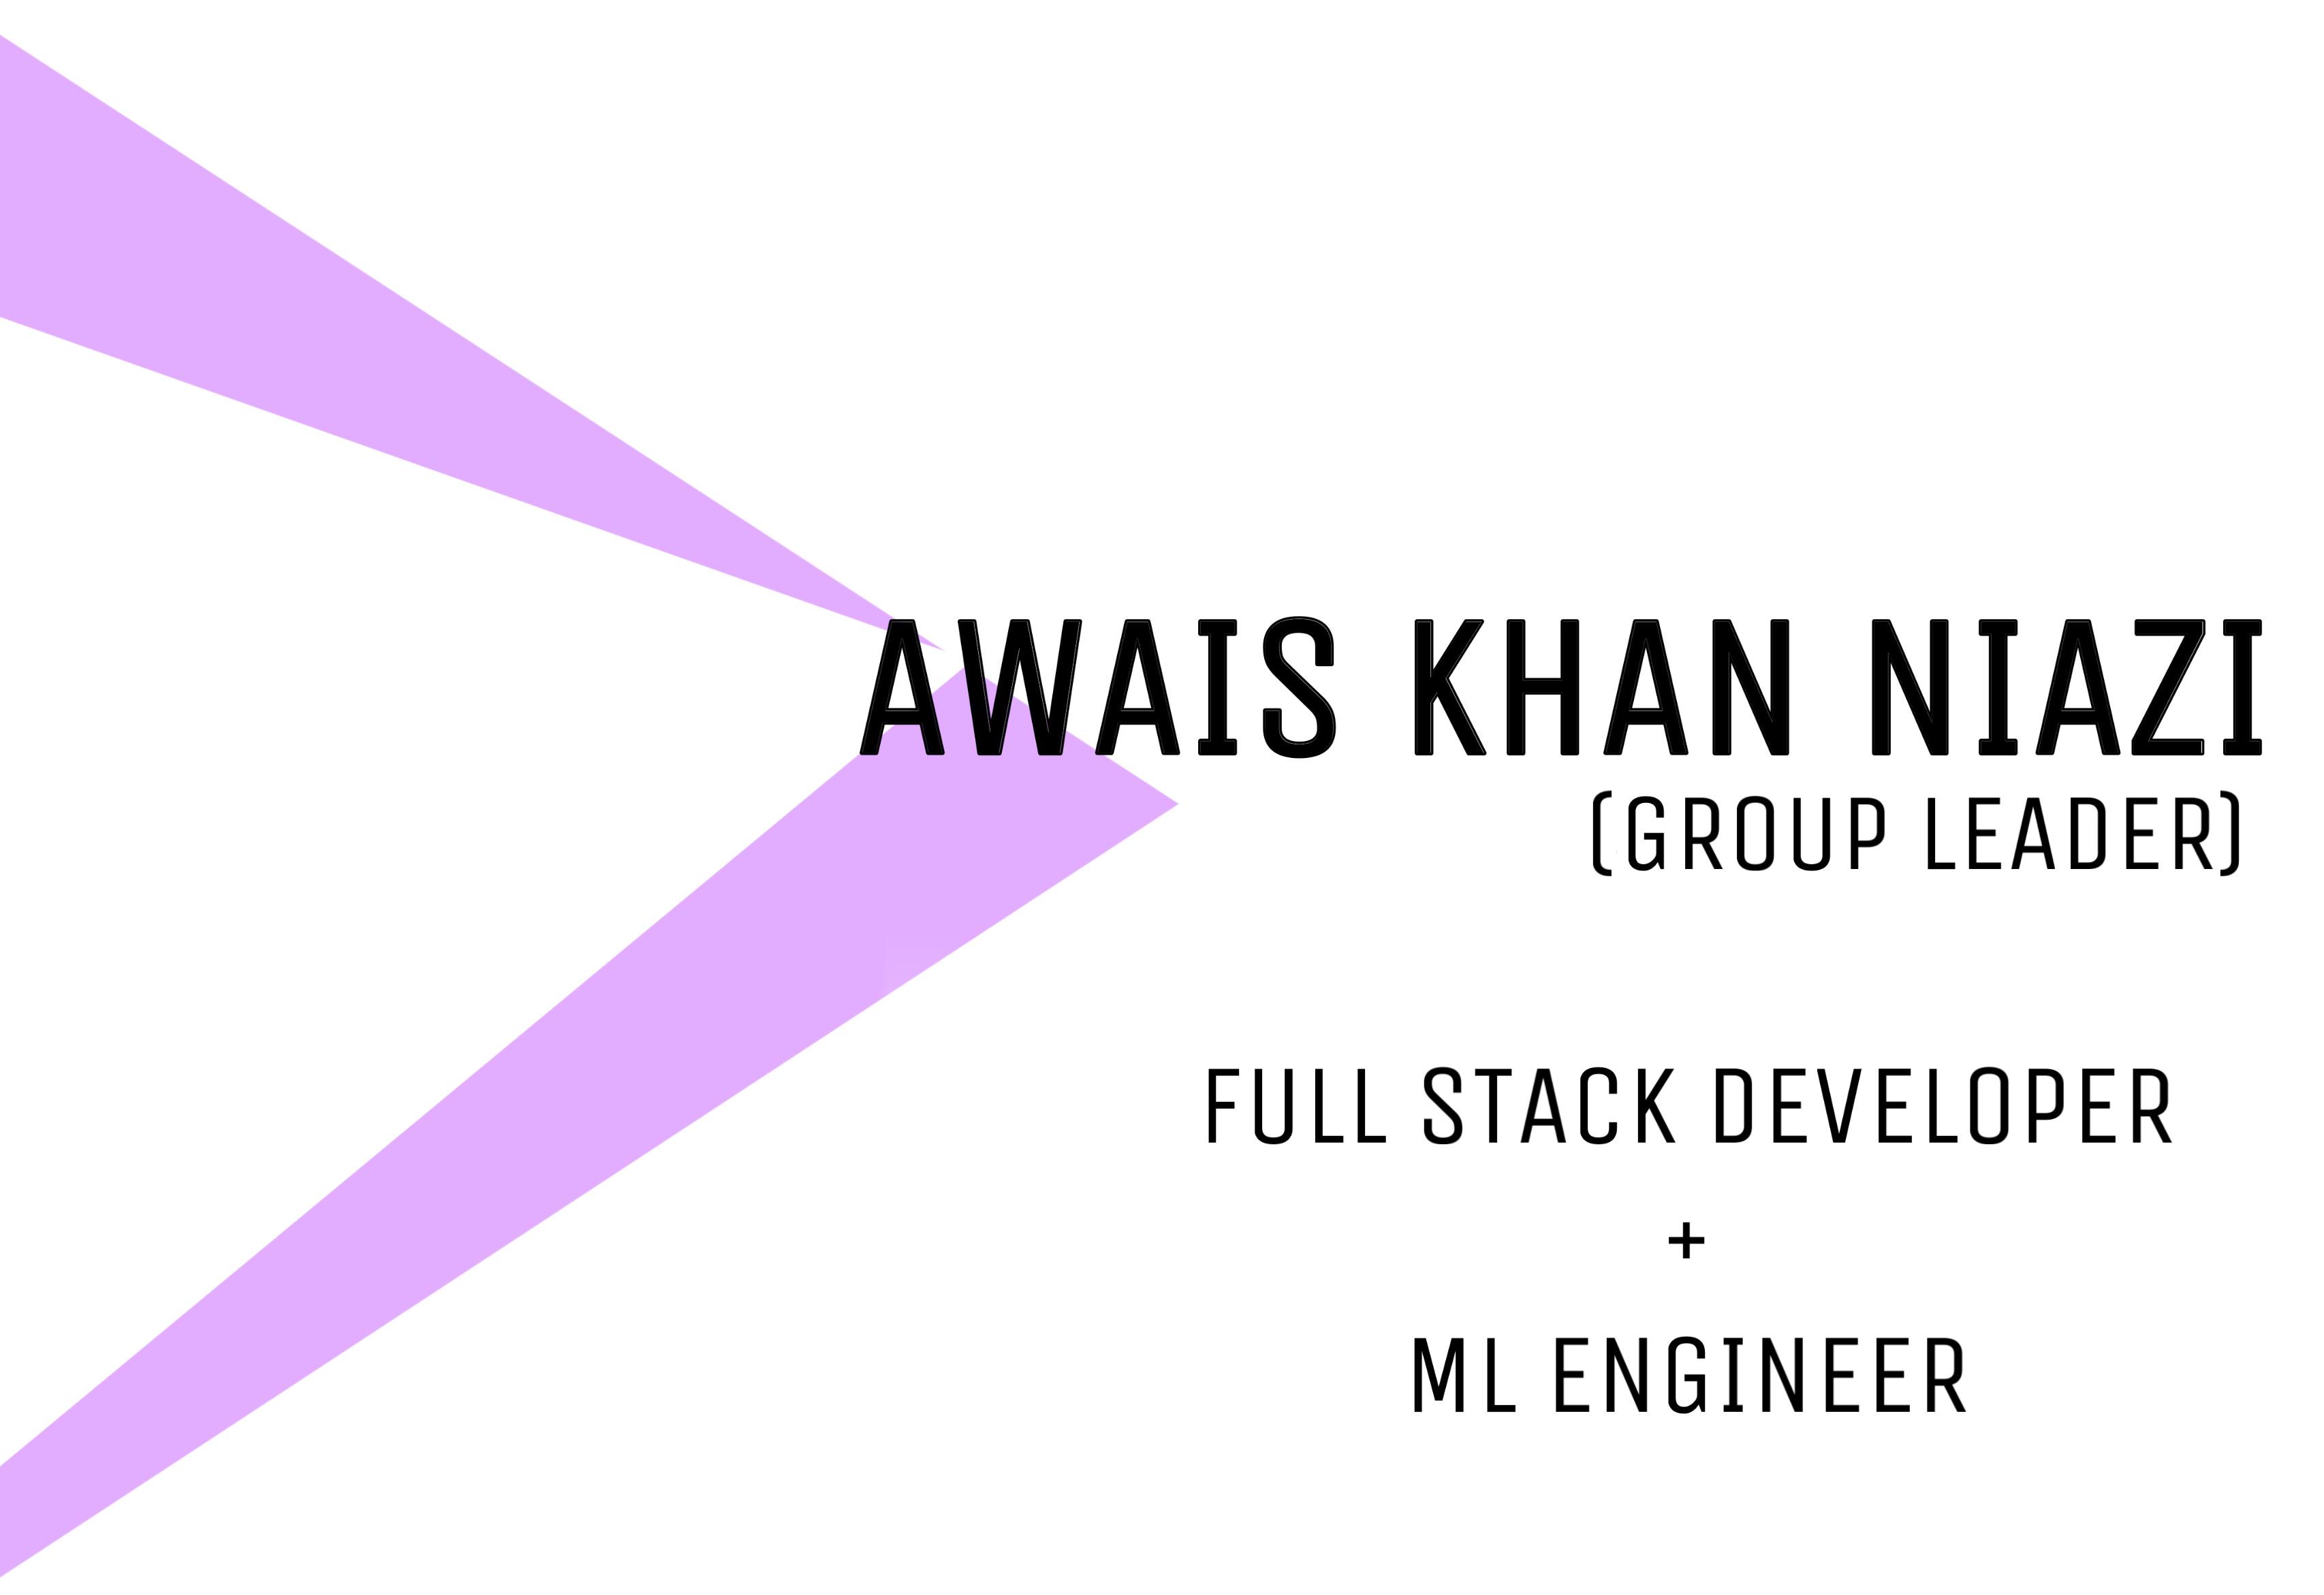 AWAIS KHAN NIAZI
(GROUP LEADER)
FULL STACK DEVELOPER
+
ML ENGINEER